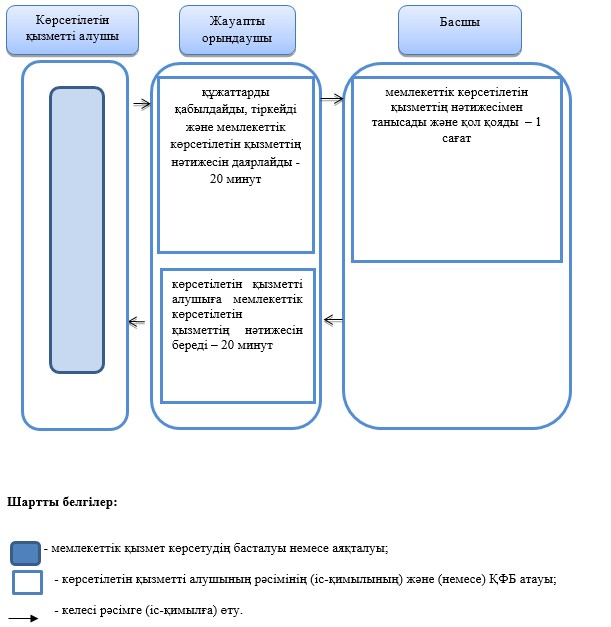 Көрсетілетін
қызметті алушы
Жауапты
орындаушы
Басшы
құжаттарды
қабылдайды, тіркейді
және мемлекеттік
көрсетілетін қызметтің
нәтижесін даярлайды -
20 минут
мемлекеттік көрсетілетін
қызметтің нәтижесімен
танысады және қол қояды – 1
сағат
көрсетілетін қызметті
алушыға мемлекеттік
көрсетілетін
қызметтің нәтижесін
береді – 20 минут
Шартты белгілер:
- мемлекеттік қызмет көрсетудің басталуы немесе аяқталуы;
- көрсетілетін қызметті алушының рәсімінің (іс-қимылының) және (немесе) ҚФБ атауы;
- келесі рәсімге (іс-қимылға) өту.